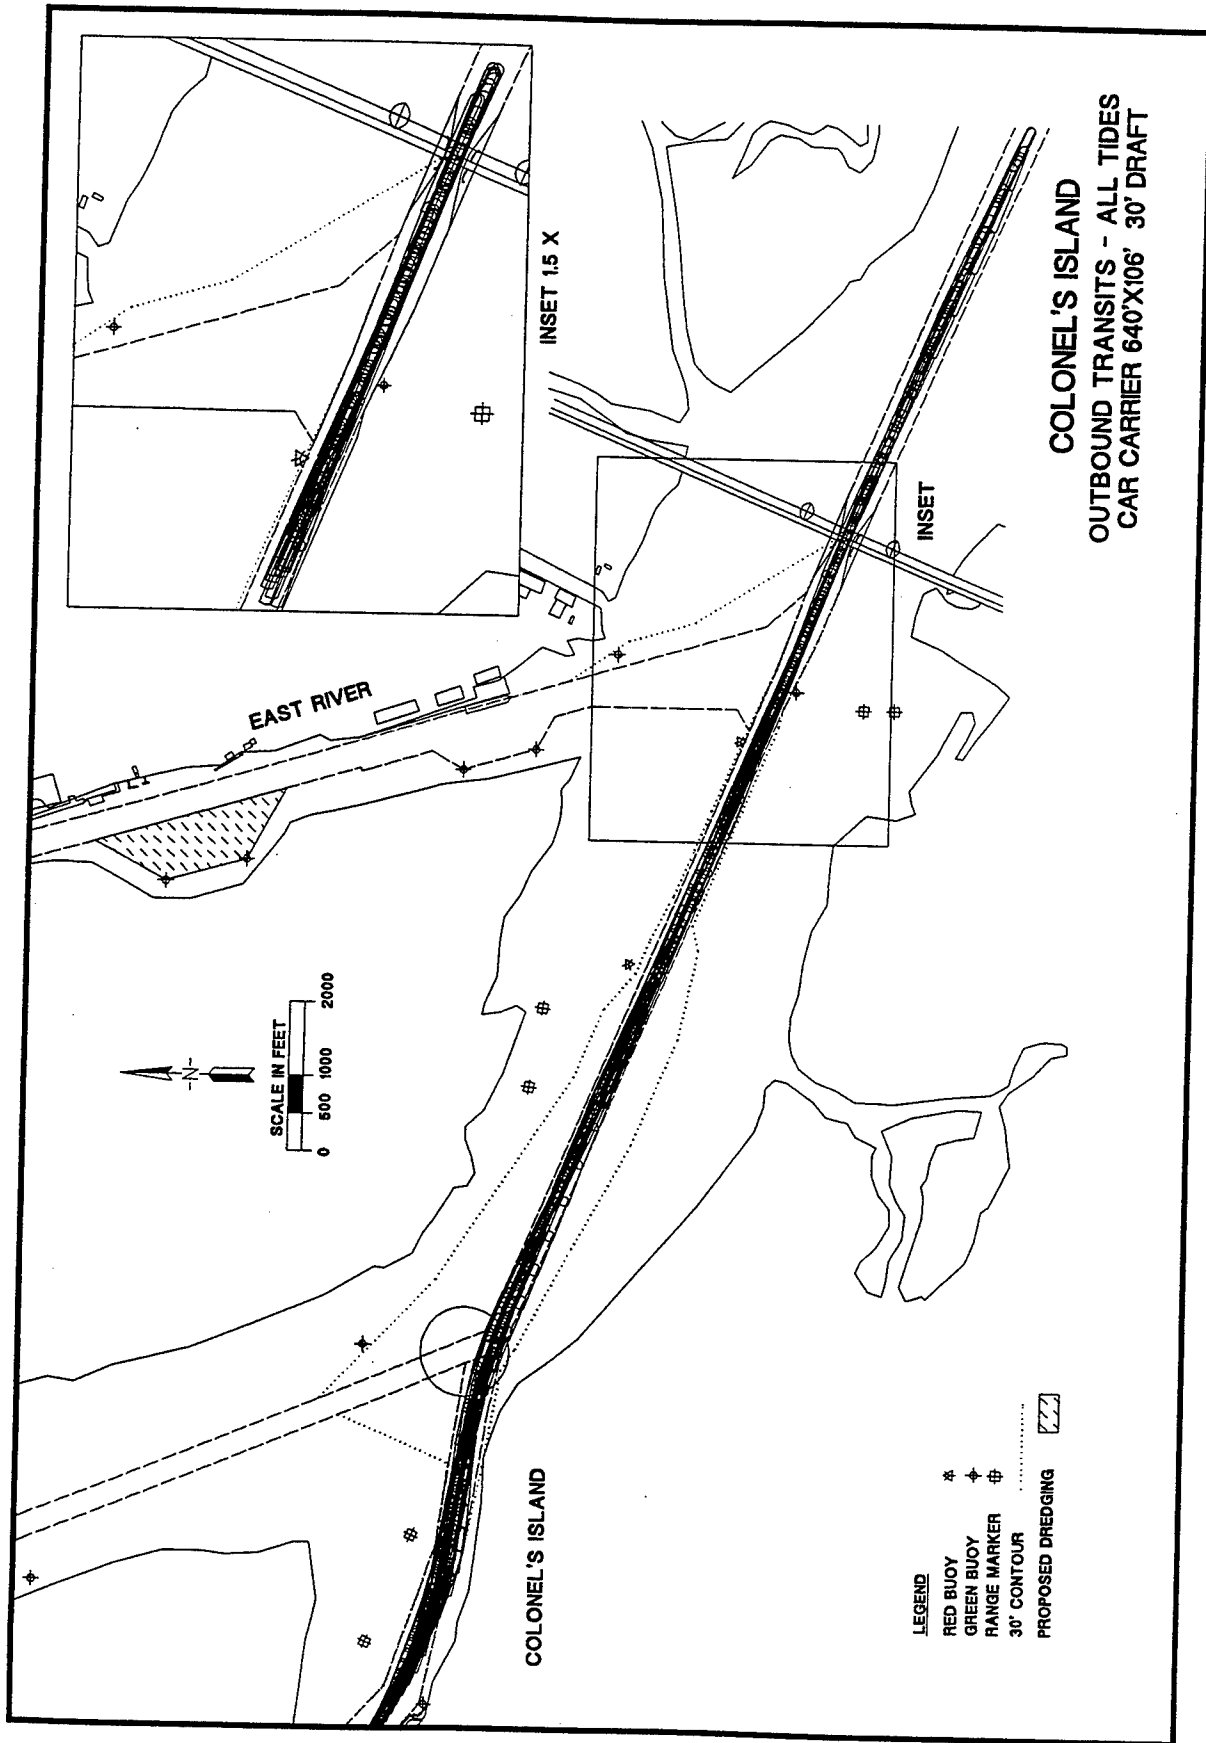 INSET 1.5 X
EAST RIVER
-N-
SCALE IN FEET
0 500 1000 2000
INSET
COLONEL'S ISLAND
LEGEND
RED BUOY
GREEN BUOY
RANGE MARKER
30' CONTOUR
PROPOSED DREDGING
COLONEL'S ISLAND
OUTBOUND TRANSITS - ALL TIDES
CAR CARRIER 640'X106' 30' DRAFT